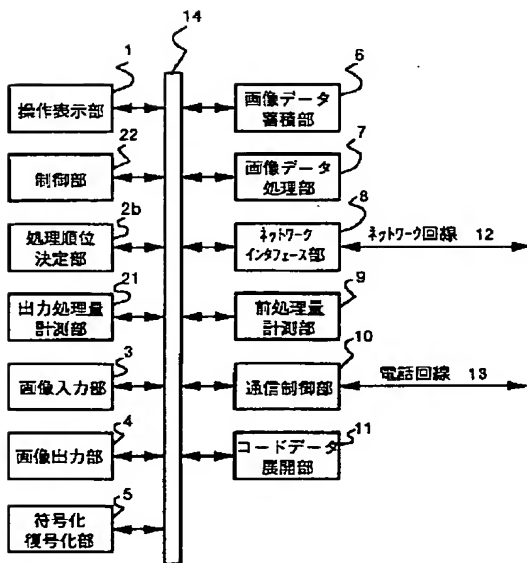 14
1
操作表示部
22
制御部
2b
処理順位
決定部
21
出力処理量
計測部
3
画像入力部
4
画像出力部
5
符号化
復号化部
6
画像データ
蓄積部
7
画像データ
処理部
8
ネットワーク
インタフェース部
ネットワーク回線 12
9
前処理量
計測部
10
通信制御部
電話回線 13
11
コードデータ
展開部